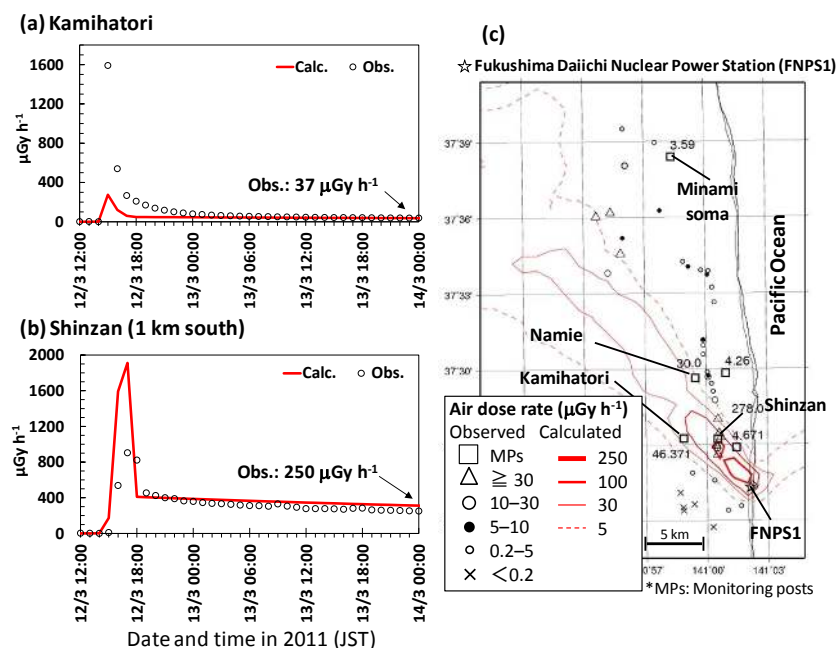 (a) Kamihatori
μGy h⁻¹
1600
1200
800
400
0
Calc. Obs.
Obs.: 37 μGy h⁻¹
12/3 12:00
12/3 18:00
13/3 00:00
13/3 06:00
13/3 12:00
13/3 18:00
14/3 00:00
(b) Shinzan (1 km south)
μGy h⁻¹
2000
1600
1200
800
400
0
Calc. Obs.
Obs.: 250 μGy h⁻¹
12/3 12:00
12/3 18:00
13/3 00:00
13/3 06:00
13/3 12:00
13/3 18:00
14/3 00:00
Date and time in 2011 (JST)
(c)
☆ Fukushima Daiichi Nuclear Power Station (FNPS1)
37°39'
37°36'
37°33'
37°30'
3.59
Minami
soma
Pacific Ocean
Namie
30.0
4.26
Kamihatori
278.0
Shinzan
4.671
46.371
FNPS1
Air dose rate (μGy h⁻¹)
Observed Calculated
MPs 250
≧ 30 100
10–30 30
5–10 5
0.2–5
<0.2
5 km
0°57' 141°00' 141°03'
*MPs: Monitoring posts